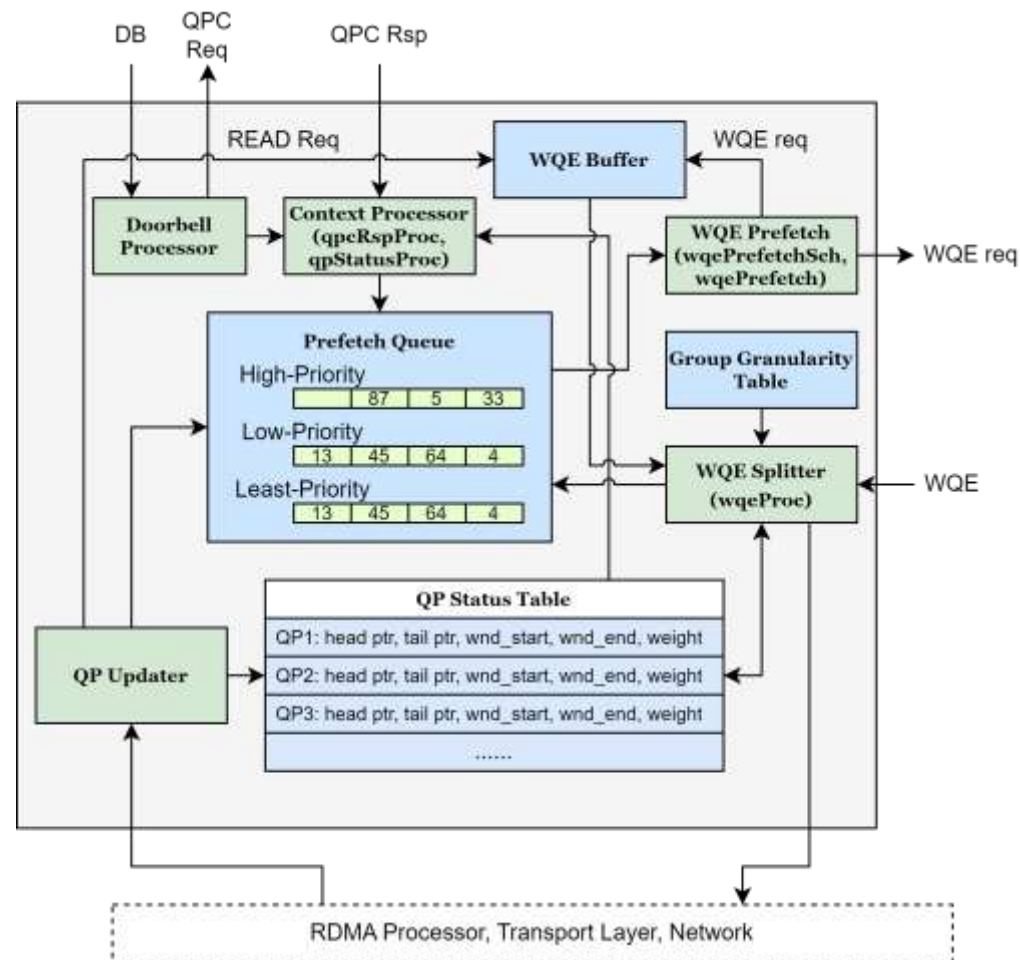 DB
QPC
Req
QPC Rsp
READ Req
WQE Buffer
WQE req
Doorbell
Processor
Context Processor
(qpcRspProc,
qpStatusProc)
WQE Prefetch
(wqePrefetchSch,
wqePrefetch)
WQE req
Prefetch Queue
High-Priority
87 5 33
Low-Priority
13 45 64 4
Least-Priority
13 45 64 4
Group Granularity
Table
WQE Splitter
(wqeProc)
WQE
QP Status Table
QP1: head ptr, tail ptr, wnd_start, wnd_end, weight
QP2: head ptr, tail ptr, wnd_start, wnd_end, weight
QP3: head ptr, tail ptr, wnd_start, wnd_end, weight
......
QP Updater
RDMA Processor, Transport Layer, Network